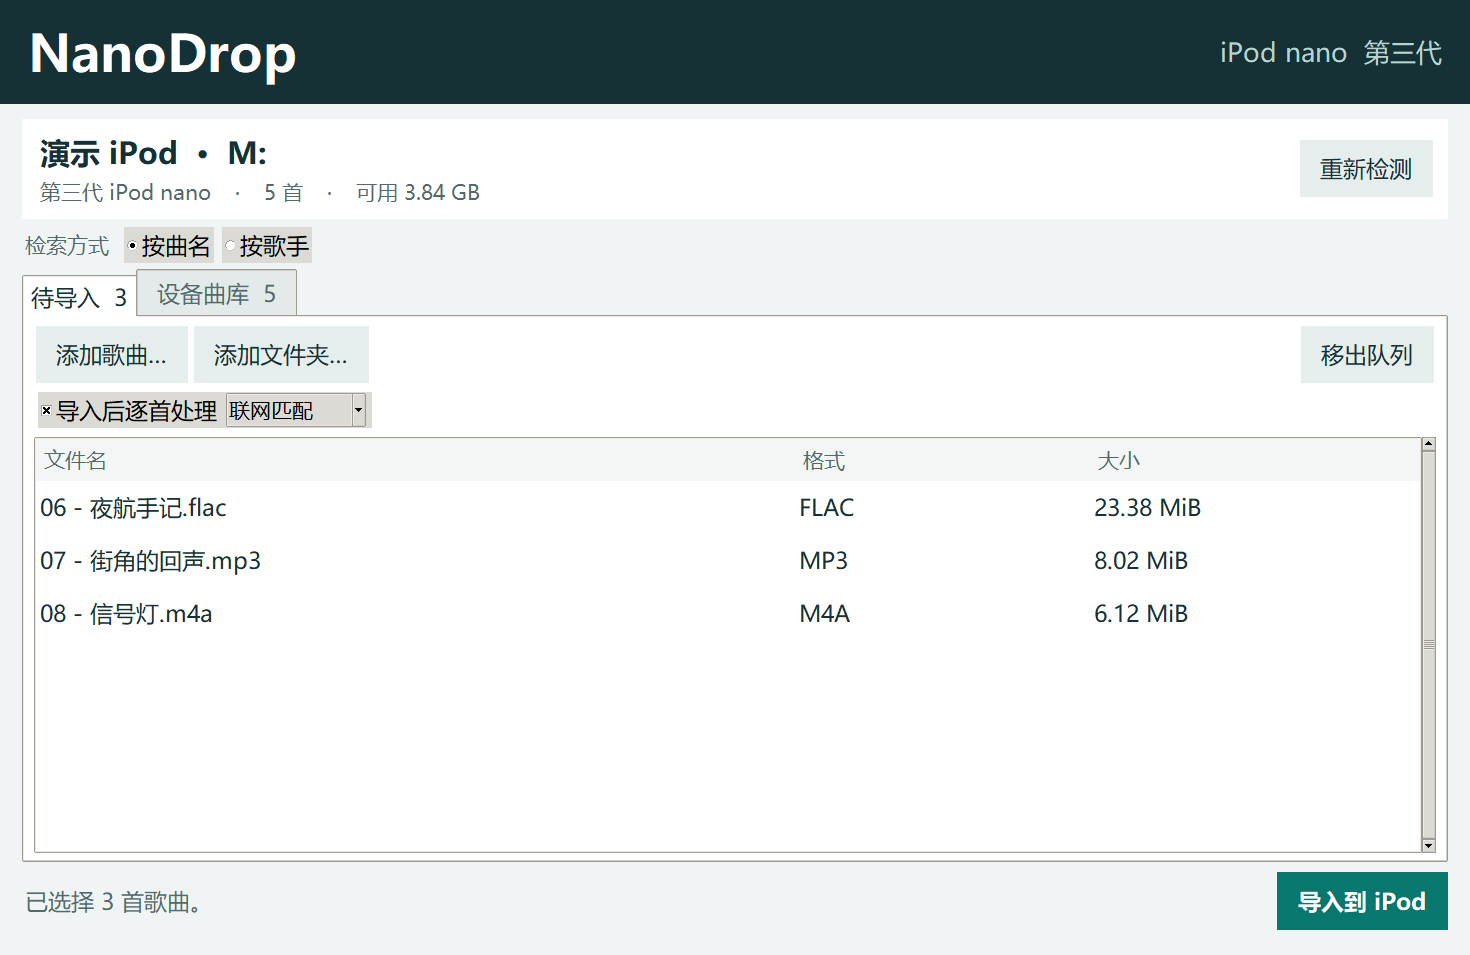 NanoDrop
iPod nano 第三代
演示 iPod • M:
第三代 iPod nano · 5 首 · 可用 3.84 GB
重新检测
检索方式 按曲名 按歌手
待导入 3 设备曲库 5
添加歌曲... 添加文件夹... 移出队列
导入后逐首处理 联网匹配
文件名 格式 大小
06 - 夜航手记.flac FLAC 23.38 MiB
07 - 街角的回声.mp3 MP3 8.02 MiB
08 - 信号灯.m4a M4A 6.12 MiB
已选择 3 首歌曲。
导入到 iPod